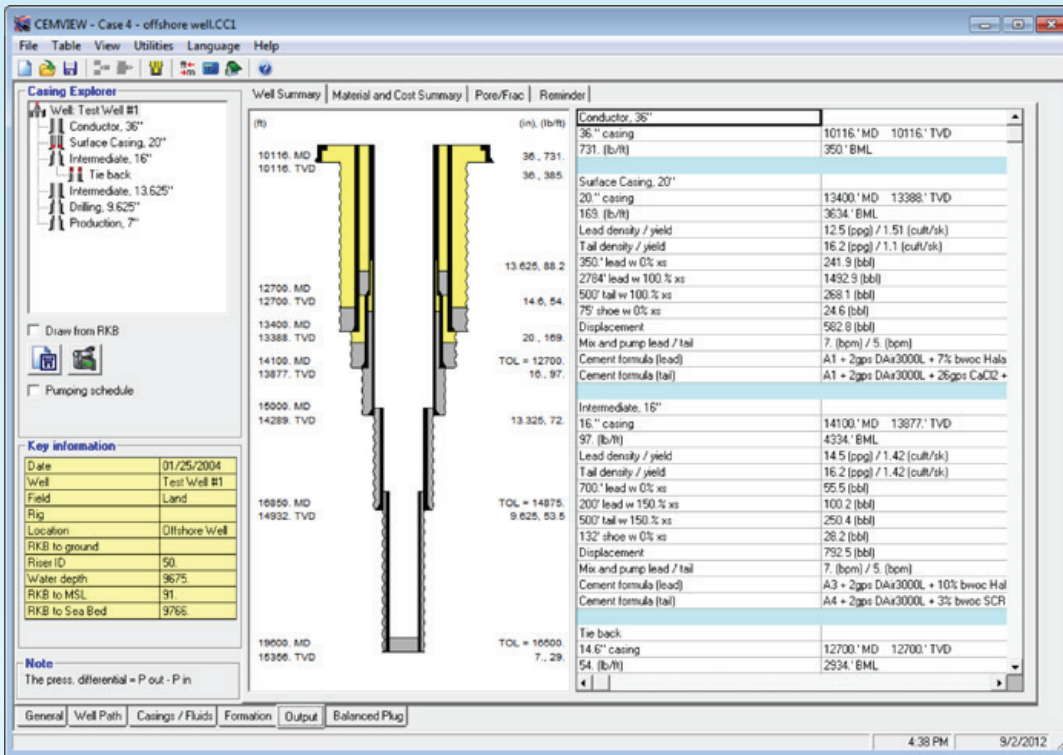 CEMVIEW - Case 4 - offshore well.CC1
File Table View Utilities Language Help
Casing Explorer
Well: Test Well #1
Conductor, 36"
Surface Casing, 20"
Intermediate, 16"
Tie back
Intermediate, 13.625"
Drilling, 9.625"
Production, 7"
Draw from RKB
Pumping schedule
Key information
Date 01/25/2004
Well Test Well #1
Field Land
Rig
Location Offshore Well
RKB to ground
Riser ID 50.
Water depth 9675.
RKB to MSL 91.
RKB to Sea Bed 9766.
Note
The press. differential = P out - P in
Well Summary Material and Cost Summary Pore/Frac Reminder
(ft) (in), (lb/ft)
10116. MD 36., 731.
10116. TVD
36., 385.
13.625, 88.2
12700. MD
12700. TVD 14.6, 54.
13400. MD
13388. TVD 20., 169.
14100. MD TOL = 12700.
13877. TVD 16., 97.
15000. MD
14289. TVD 13.325, 72.
16850. MD TOL = 14875.
14932. TVD 9.625, 53.5
19600. MD TOL = 16600.
15356. TVD 7., 29.
Conductor, 36"
36." casing 10116.' MD 10116.' TVD
731. (lb/ft) 350.' BML
Surface Casing, 20"
20." casing 13400.' MD 13388.' TVD
169. (lb/ft) 3634.' BML
Lead density / yield 12.5 (ppg) / 1.51 (cuft/sk)
Tail density / yield 16.2 (ppg) / 1.1 (cuft/sk)
350.' lead w 0% xs 241.9 (bbl)
2784' lead w 100.% xs 1492.9 (bbl)
500' tail w 100.% xs 268.1 (bbl)
75' shoe w 0% xs 24.6 (bbl)
Displacement 582.8 (bbl)
Mix and pump lead / tail 7. (bpm) / 5. (bpm)
Cement formula (lead) A1 + 2gps DAir3000L + 7% bwoc Hala
Cement formula (tail) A1 + 2gps DAir3000L + 26gps CaCl2 +
Intermediate, 16"
16." casing 14100.' MD 13877.' TVD
97. (lb/ft) 4334.' BML
Lead density / yield 14.5 (ppg) / 1.42 (cuft/sk)
Tail density / yield 16.2 (ppg) / 1.42 (cuft/sk)
700.' lead w 0% xs 55.5 (bbl)
200' lead w 150.% xs 100.2 (bbl)
500' tail w 150.% xs 250.4 (bbl)
132' shoe w 0% xs 28.2 (bbl)
Displacement 792.5 (bbl)
Mix and pump lead / tail 7. (bpm) / 5. (bpm)
Cement formula (lead) A3 + 2gps DAir3000L + 10% bwoc Hal
Cement formula (tail) A4 + 2gps DAir3000L + 3% bwoc SCR
Tie back
14.6" casing 12700.' MD 12700.' TVD
54. (lb/ft) 2934.' BML
General Well Path Casings / Fluids Formation Output Balanced Plug
4:38 PM 9/2/2012